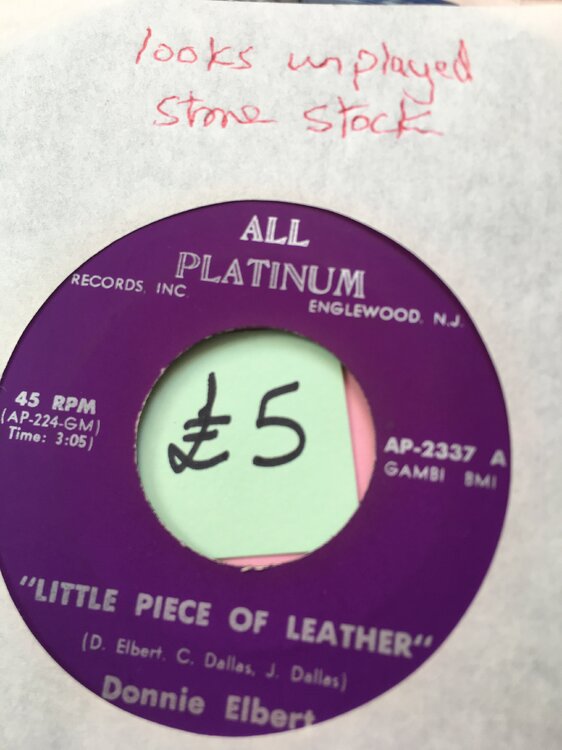 looks unplayed
store stock
ALL
PLATINUM
RECORDS, INC.
ENGLEWOOD, N.J.
45 RPM
(AP-224-GM)
Time: 3:05)
£5
AP-2337 A
GAMBI BMI
"LITTLE PIECE OF LEATHER"
(D. Elbert, C. Dallas, J. Dallas)
Donnie Elbert